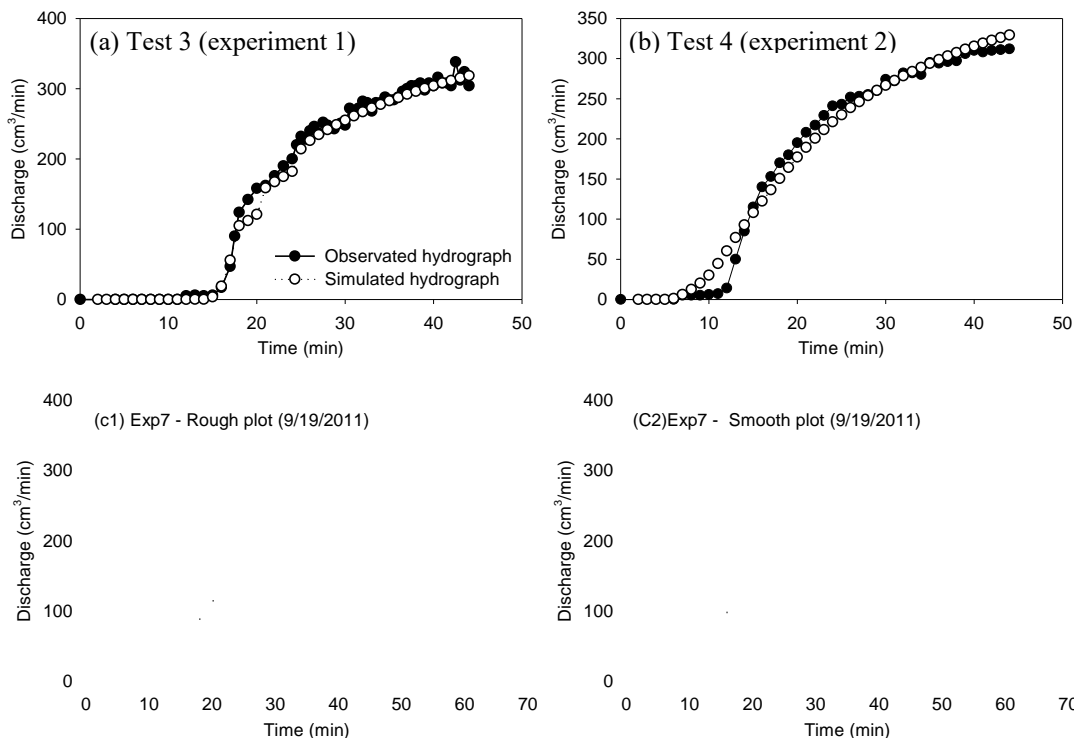 (a) Test 3 (experiment 1)
400
300
200
100
0
Discharge (cm³/min)
Observated hydrograph
Simulated hydrograph
0 10 20 30 40 50
Time (min)
(b) Test 4 (experiment 2)
350
300
250
200
150
100
50
0
Discharge (cm³/min)
0 10 20 30 40 50
Time (min)
(c1) Exp7 - Rough plot (9/19/2011)
400
300
200
100
0
Discharge (cm³/min)
0 10 20 30 40 50 60 70
Time (min)
(C2)Exp7 - Smooth plot (9/19/2011)
400
300
200
100
0
Discharge (cm³/min)
0 10 20 30 40 50 60 70
Time (min)